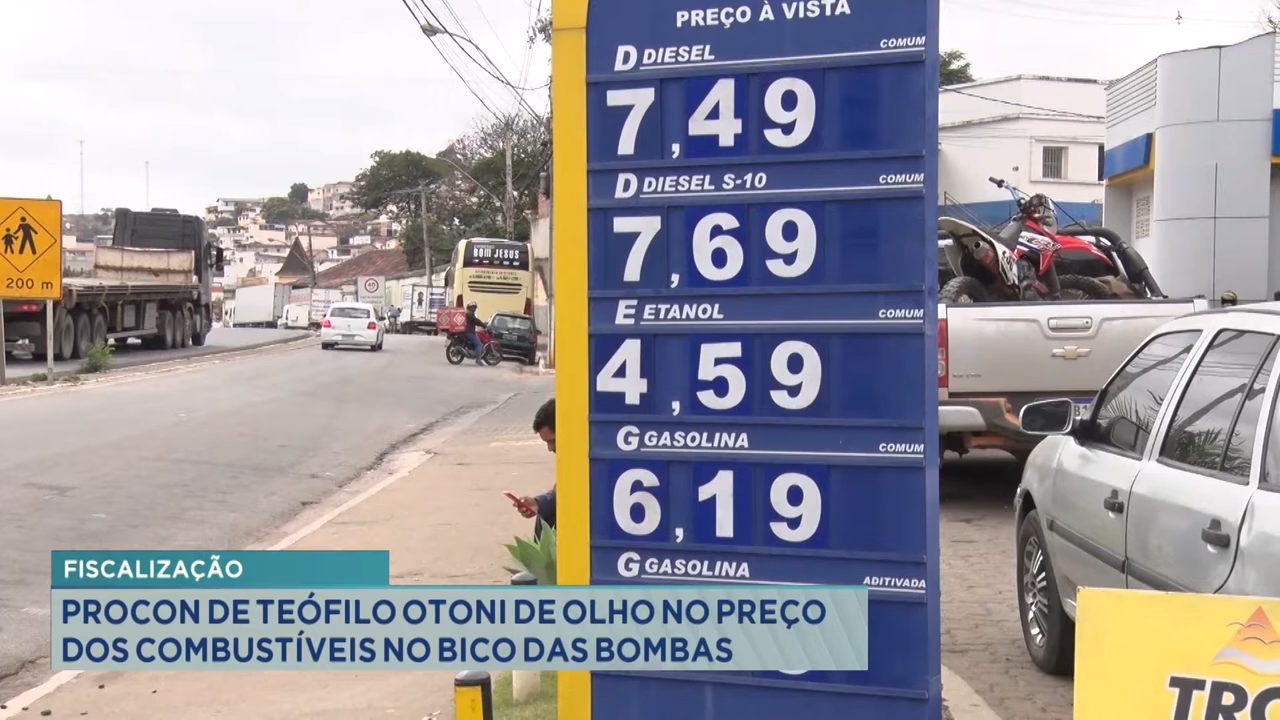 PREÇO À VISTA
D DIESEL COMUM
7,49
D DIESEL S-10 COMUM
7,69
E ETANOL COMUM
4,59
G GASOLINA COMUM
6,19
G GASOLINA ADITIVADA
200 m
BOM JESUS
40
FISCALIZAÇÃO
PROCON DE TEÓFILO OTONI DE OLHO NO PREÇO
DOS COMBUSTÍVEIS NO BICO DAS BOMBAS